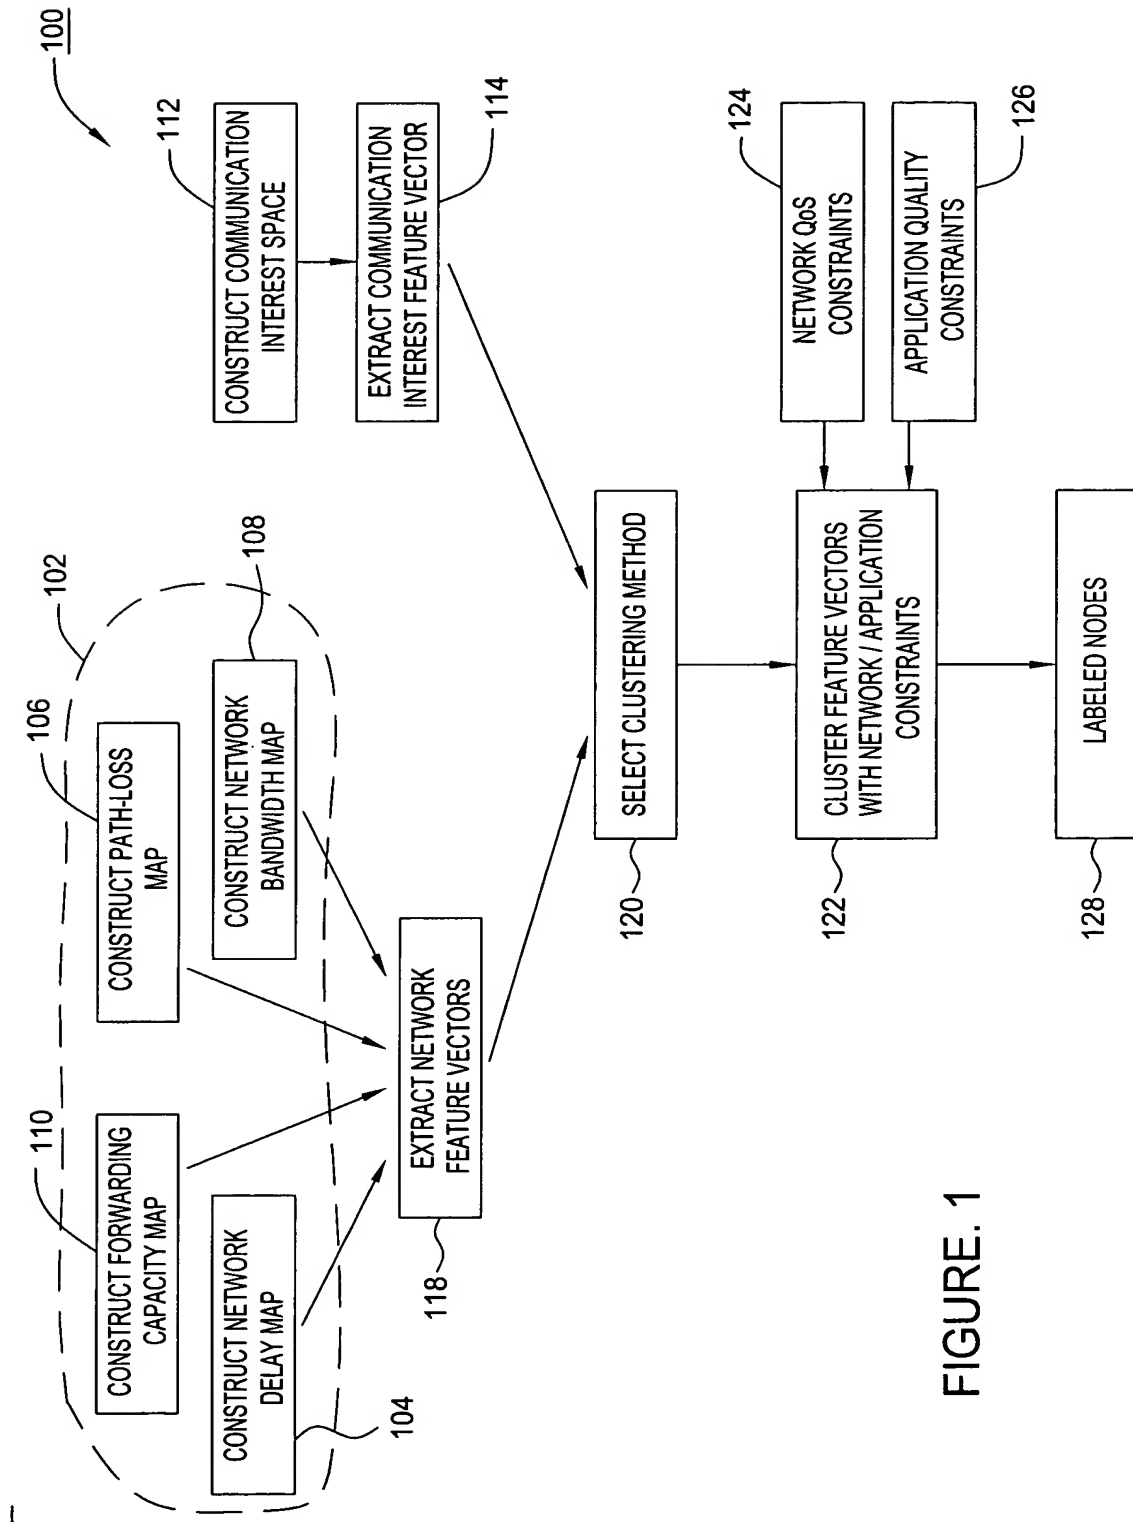 100
102
110
CONSTRUCT FORWARDING
CAPACITY MAP
106
CONSTRUCT PATH-LOSS
MAP
CONSTRUCT NETWORK
DELAY MAP
104
108
CONSTRUCT NETWORK
BANDWIDTH MAP
112
CONSTRUCT COMMUNICATION
INTEREST SPACE
EXTRACT COMMUNICATION
INTEREST FEATURE VECTOR
114
118
EXTRACT NETWORK
FEATURE VECTORS
120
SELECT CLUSTERING METHOD
122
CLUSTER FEATURE VECTORS
WITH NETWORK / APPLICATION
CONSTRAINTS
124
NETWORK QoS
CONSTRAINTS
APPLICATION QUALITY
CONSTRAINTS
126
128
LABELED NODES
FIGURE. 1